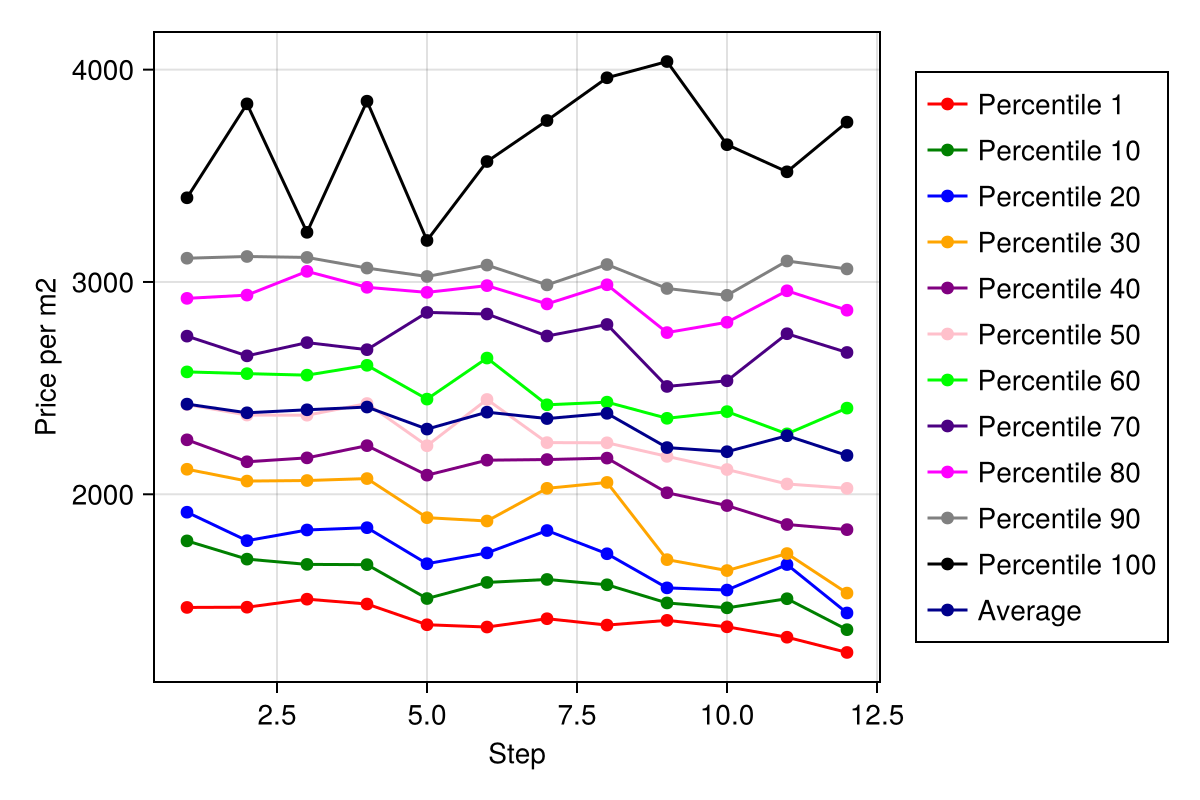 4000
3000
2000
Price per m2
2.5
5.0
7.5
10.0
12.5
Step
Percentile 1
Percentile 10
Percentile 20
Percentile 30
Percentile 40
Percentile 50
Percentile 60
Percentile 70
Percentile 80
Percentile 90
Percentile 100
Average